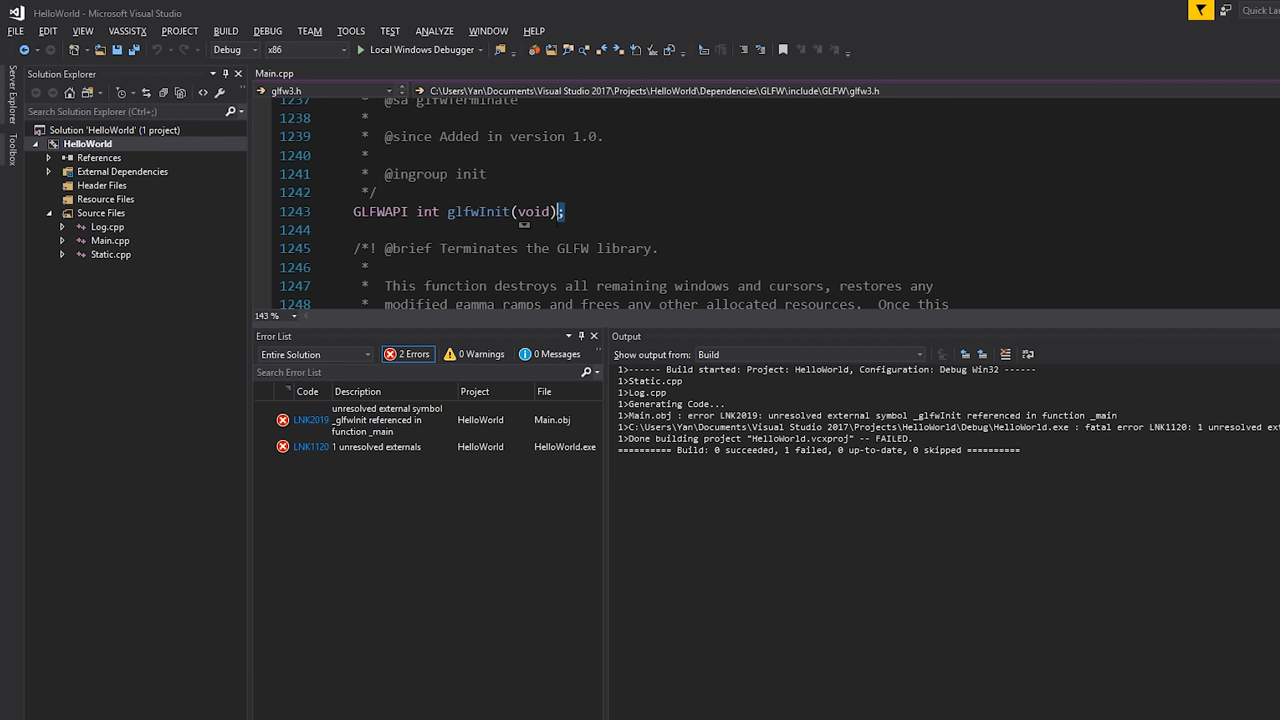 HelloWorld - Microsoft Visual Studio
Quick La
FILE EDIT VIEW VASSISTX PROJECT BUILD DEBUG TEAM TOOLS TEST ANALYZE WINDOW HELP
Debug x86 Local Windows Debugger
Server Explorer
Toolbox
Solution Explorer
Search Solution Explorer (Ctrl+;)
Solution 'HelloWorld' (1 project)
HelloWorld
References
External Dependencies
Header Files
Resource Files
Source Files
Log.cpp
Main.cpp
Static.cpp
Main.cpp
glfw3.h C:\Users\Yan\Documents\Visual Studio 2017\Projects\HelloWorld\Dependencies\GLFW\include\GLFW\glfw3.h
1237 * @sa glfwTerminate
1238 *
1239 * @since Added in version 1.0.
1240 *
1241 * @ingroup init
1242 */
1243 GLFWAPI int glfwInit(void);
1244
1245 /*! @brief Terminates the GLFW library.
1246 *
1247 * This function destroys all remaining windows and cursors, restores any
1248 * modified gamma ramps and frees any other allocated resources. Once this
143 %
Error List
Entire Solution 2 Errors 0 Warnings 0 Messages
Search Error List
Code Description Project File
LNK2019 unresolved external symbol _glfwInit referenced in function _main HelloWorld Main.obj
LNK1120 1 unresolved externals HelloWorld HelloWorld.exe
Output
Show output from: Build
1>------ Build started: Project: HelloWorld, Configuration: Debug Win32 ------
1>Static.cpp
1>Log.cpp
1>Generating Code...
1>Main.obj : error LNK2019: unresolved external symbol _glfwInit referenced in function _main
1>C:\Users\Yan\Documents\Visual Studio 2017\Projects\HelloWorld\Debug\HelloWorld.exe : fatal error LNK1120: 1 unresolved ext
1>Done building project "HelloWorld.vcxproj" -- FAILED.
========== Build: 0 succeeded, 1 failed, 0 up-to-date, 0 skipped ==========